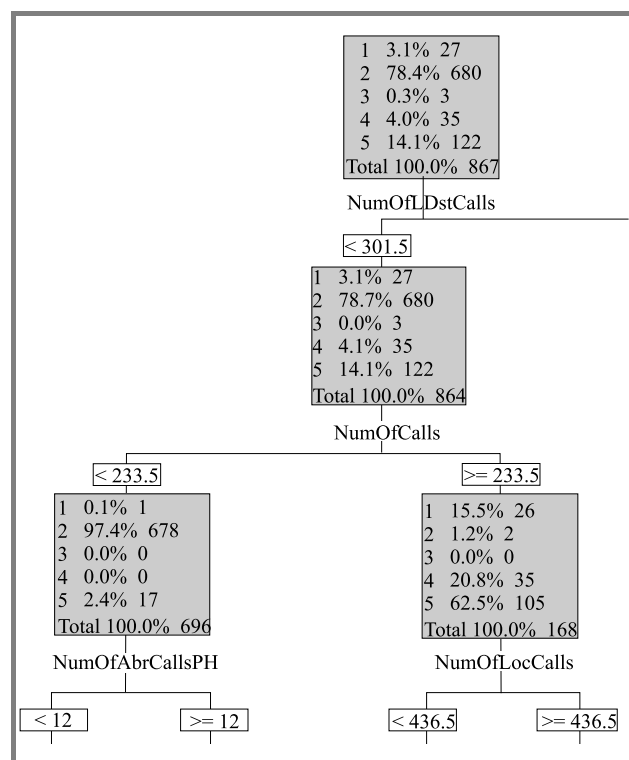 1 3.1% 27
2 78.4% 680
3 0.3% 3
4 4.0% 35
5 14.1% 122
Total 100.0% 867
NumOfLDstCalls
< 301.5
1 3.1% 27
2 78.7% 680
3 0.0% 3
4 4.1% 35
5 14.1% 122
Total 100.0% 864
NumOfCalls
< 233.5
1 0.1% 1
2 97.4% 678
3 0.0% 0
4 0.0% 0
5 2.4% 17
Total 100.0% 696
NumOfAbrCallsPH
< 12
>= 12
>= 233.5
1 15.5% 26
2 1.2% 2
3 0.0% 0
4 20.8% 35
5 62.5% 105
Total 100.0% 168
NumOfLocCalls
< 436.5
>= 436.5